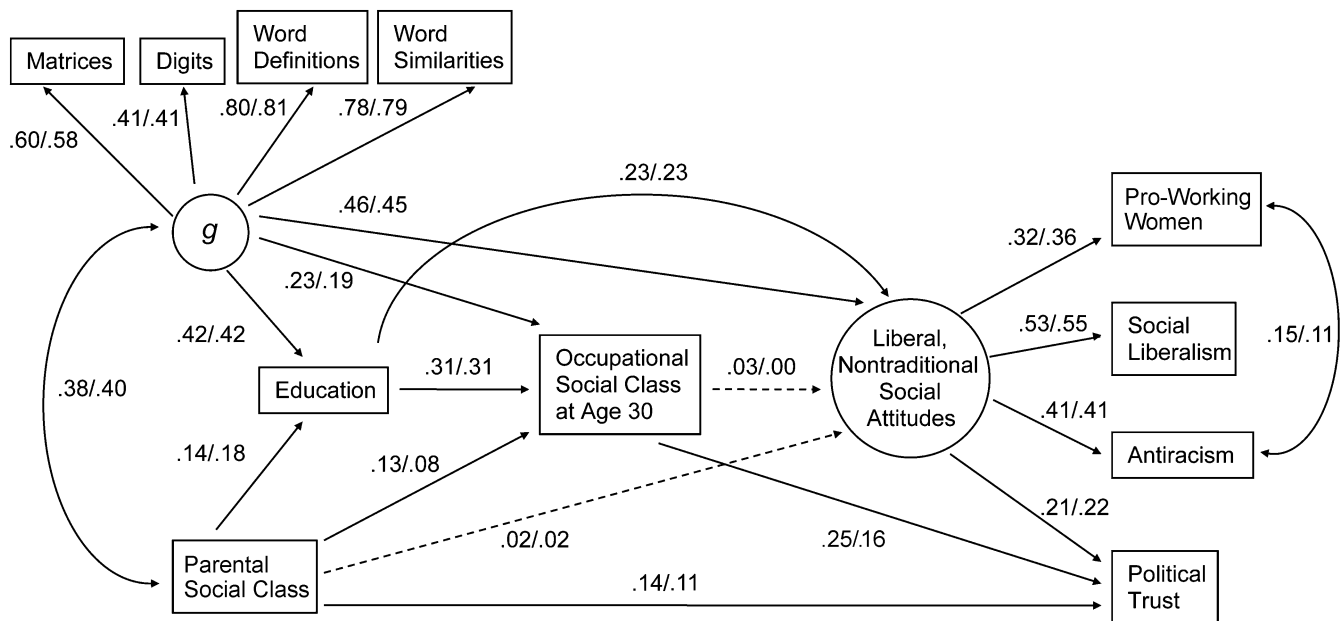 Matrices
Digits
Word
Definitions
Word
Similarities
.60/.58
.41/.41
.80/.81
.78/.79
g
.46/.45
.23/.23
.23/.19
.42/.42
.38/.40
Education
.31/.31
.14/.18
.13/.08
Occupational
Social Class
at Age 30
.03/.00
Liberal,
Nontraditional
Social
Attitudes
.32/.36
.53/.55
.41/.41
.21/.22
Pro-Working
Women
Social
Liberalism
Antiracism
.15/.11
Parental
Social Class
.02/.02
.25/.16
.14/.11
Political
Trust